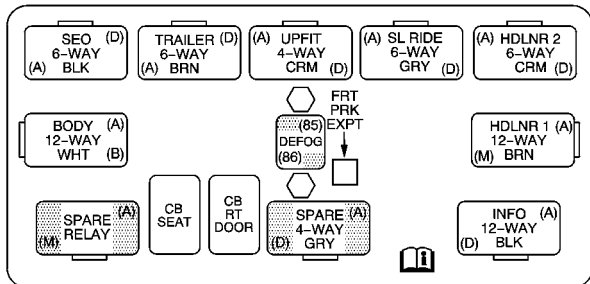 SEO (D)
6-WAY
(A) BLK
TRAILER (D)
6-WAY
(A) BRN
(A) UPFIT
4-WAY
CRM (D)
(A) SL RIDE
6-WAY
GRY (D)
(A) HDLNR 2
6-WAY
CRM (D)
BODY (A)
12-WAY
WHT (B)
(85)
DEFOG
(86)
FRT
PRK
EXPT
HDLNR 1 (A)
12-WAY
(M) BRN
SPARE (A)
(M) RELAY
CB
SEAT
CB
RT
DOOR
SPARE (A)
4-WAY
(D) GRY
INFO (A)
12-WAY
(D) BLK
i